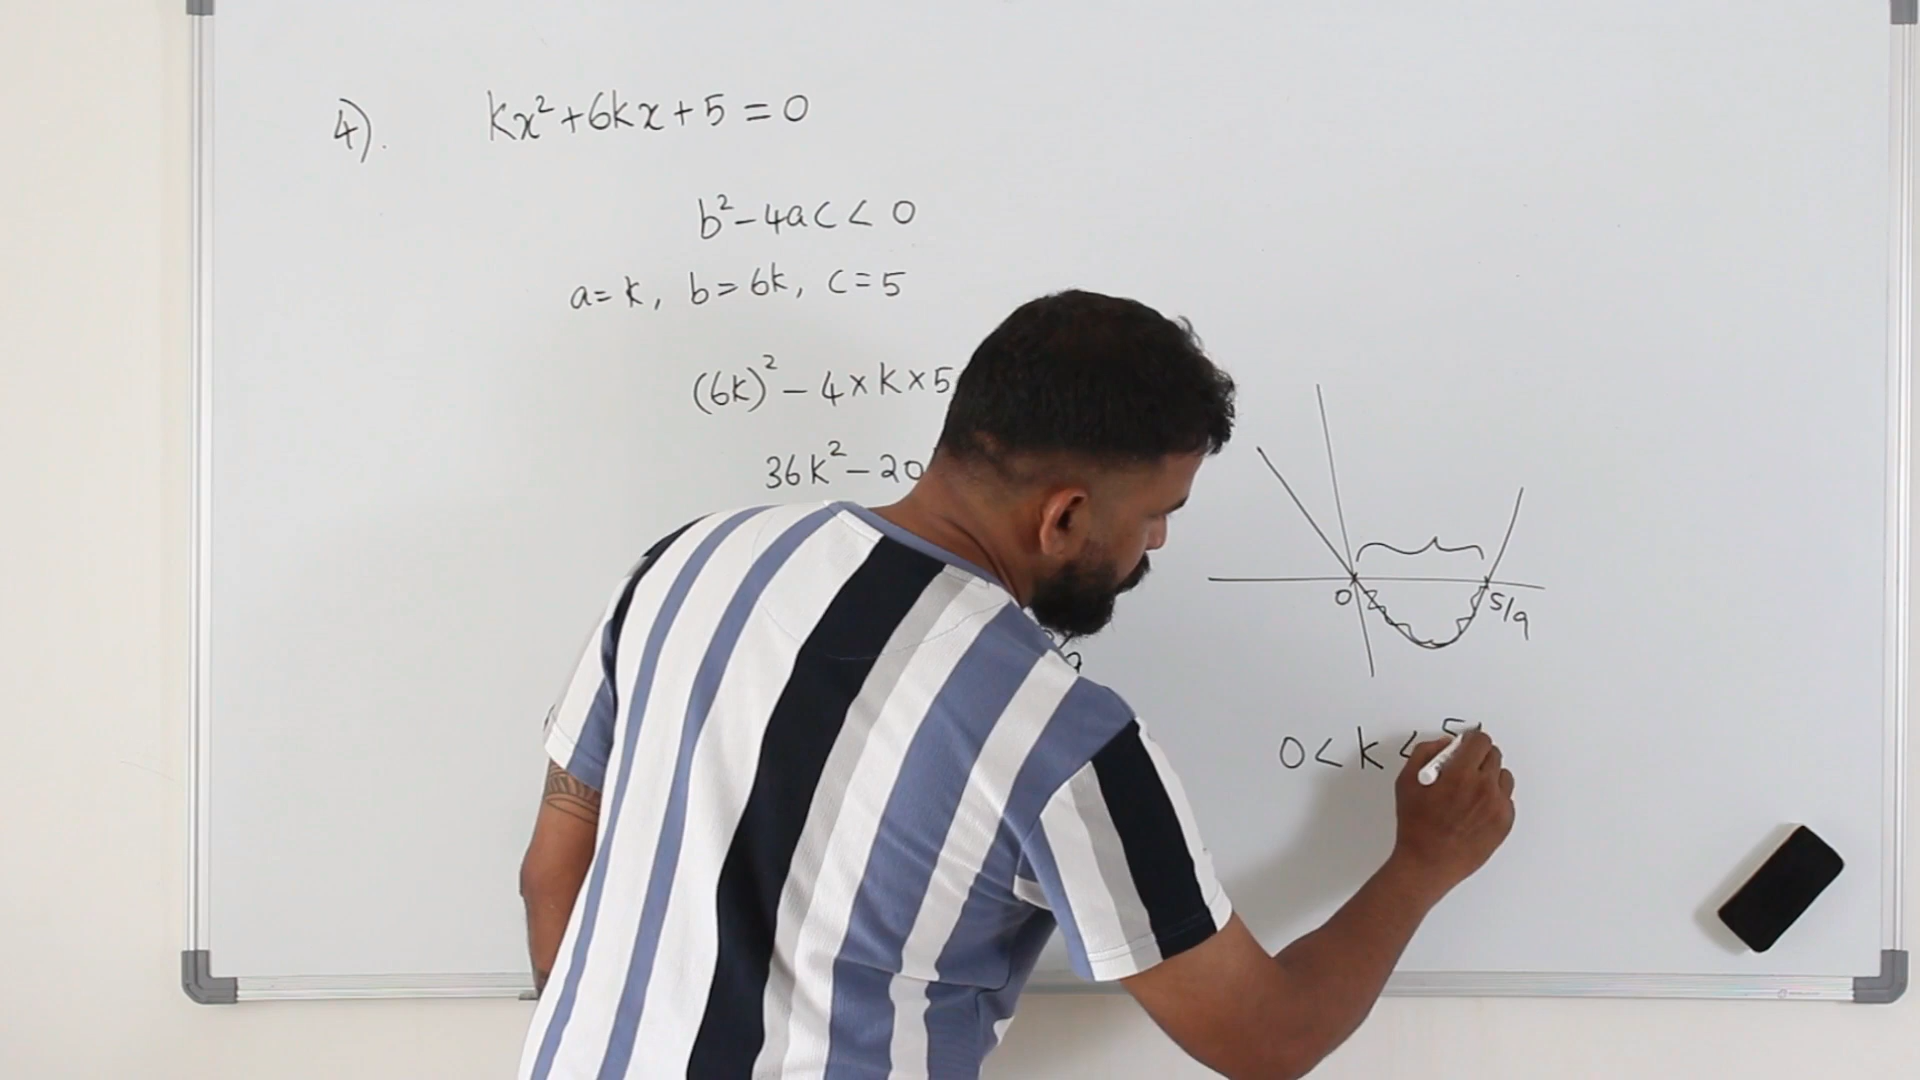 4). kx²+6kx+5=0
b²-4ac < 0
a=k, b=6k, c=5
(6k)²-4×k×5
36k²-20
0 5/9
0<k< 5